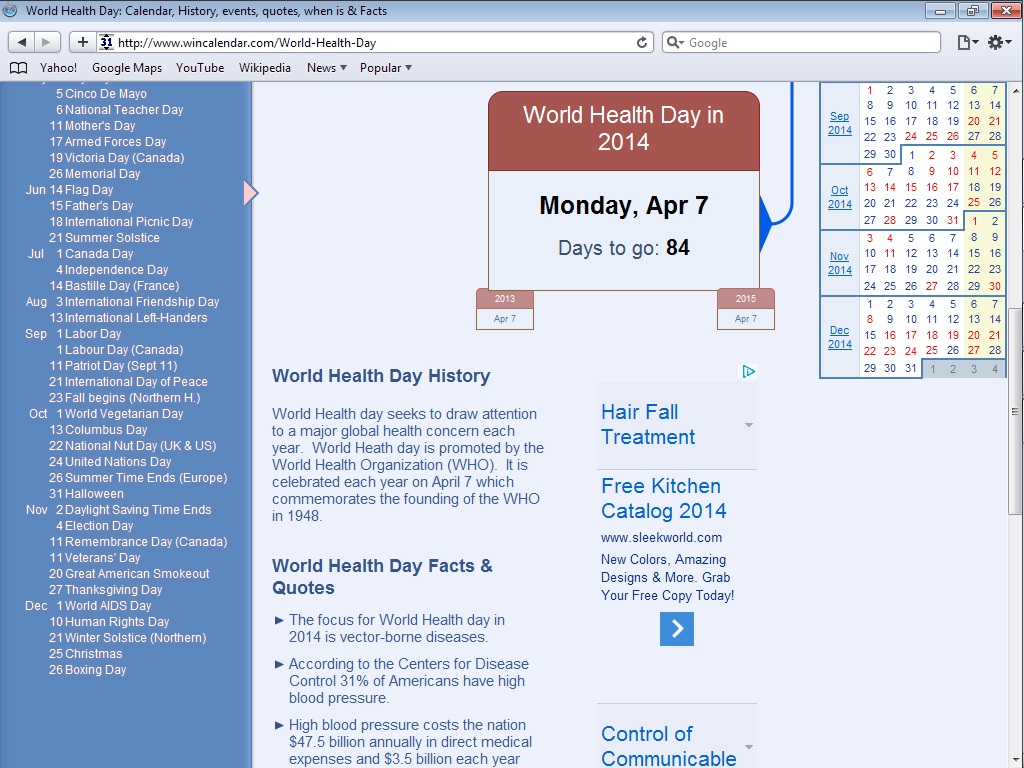 World Health Day: Calendar, History, events, quotes, when is & Facts
31 http://www.wincalendar.com/World-Health-Day
Google
Yahoo! Google Maps YouTube Wikipedia News Popular
5 Cinco De Mayo
6 National Teacher Day
11 Mother's Day
17 Armed Forces Day
19 Victoria Day (Canada)
26 Memorial Day
Jun 14 Flag Day
15 Father's Day
18 International Picnic Day
21 Summer Solstice
Jul 1 Canada Day
4 Independence Day
14 Bastille Day (France)
Aug 3 International Friendship Day
13 International Left-Handers
Sep 1 Labor Day
1 Labour Day (Canada)
11 Patriot Day (Sept 11)
21 International Day of Peace
23 Fall begins (Northern H.)
Oct 1 World Vegetarian Day
13 Columbus Day
22 National Nut Day (UK & US)
24 United Nations Day
26 Summer Time Ends (Europe)
31 Halloween
Nov 2 Daylight Saving Time Ends
4 Election Day
11 Remembrance Day (Canada)
11 Veterans' Day
20 Great American Smokeout
27 Thanksgiving Day
Dec 1 World AIDS Day
10 Human Rights Day
21 Winter Solstice (Northern)
25 Christmas
26 Boxing Day
World Health Day in
2014
Monday, Apr 7
Days to go: 84
2013
Apr 7
2015
Apr 7
World Health Day History
World Health day seeks to draw attention
to a major global health concern each
year. World Heath day is promoted by the
World Health Organization (WHO). It is
celebrated each year on April 7 which
commemorates the founding of the WHO
in 1948.
World Health Day Facts &
Quotes
► The focus for World Health day in
2014 is vector-borne diseases.
► According to the Centers for Disease
Control 31% of Americans have high
blood pressure.
► High blood pressure costs the nation
$47.5 billion annually in direct medical
expenses and $3.5 billion each year
Hair Fall
Treatment
Free Kitchen
Catalog 2014
www.sleekworld.com
New Colors, Amazing
Designs & More. Grab
Your Free Copy Today!
Control of
Communicable
Sep
2014
1 2 3 4 5 6 7
8 9 10 11 12 13 14
15 16 17 18 19 20 21
22 23 24 25 26 27 28
29 30 1 2 3 4 5
Oct
2014
6 7 8 9 10 11 12
13 14 15 16 17 18 19
20 21 22 23 24 25 26
27 28 29 30 31 1 2
Nov
2014
3 4 5 6 7 8 9
10 11 12 13 14 15 16
17 18 19 20 21 22 23
24 25 26 27 28 29 30
Dec
2014
1 2 3 4 5 6 7
8 9 10 11 12 13 14
15 16 17 18 19 20 21
22 23 24 25 26 27 28
29 30 31 1 2 3 4